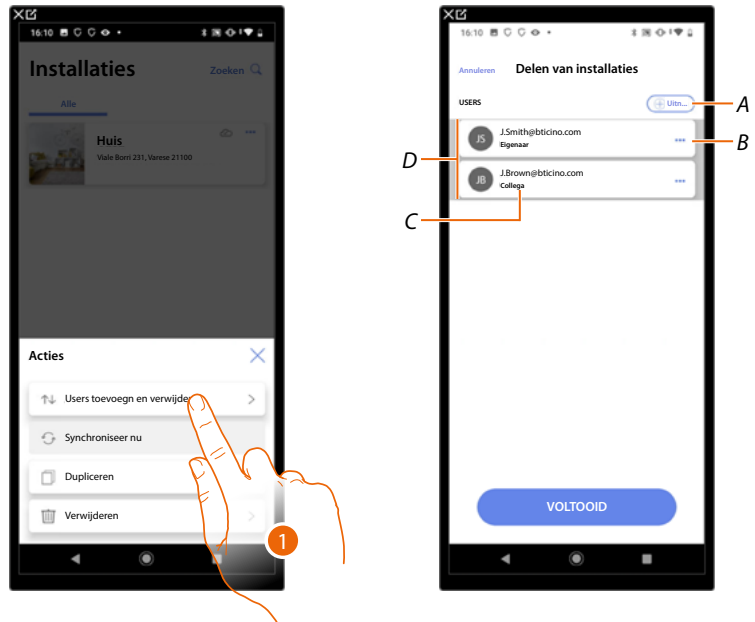 16:10
Installaties
Zoeken
Alle
Huis
Viale Borri 231, Varese 21100
Acties
Users toevoegn en verwijder
Synchroniseer nu
Dupliceren
Verwijderen
1
16:10
Annuleren Delen van installaties
USERS
Uitn...
A
JS
J.Smith@bticino.com
Eigenaar
B
D
JB
J.Brown@bticino.com
Collega
C
VOLTOOID